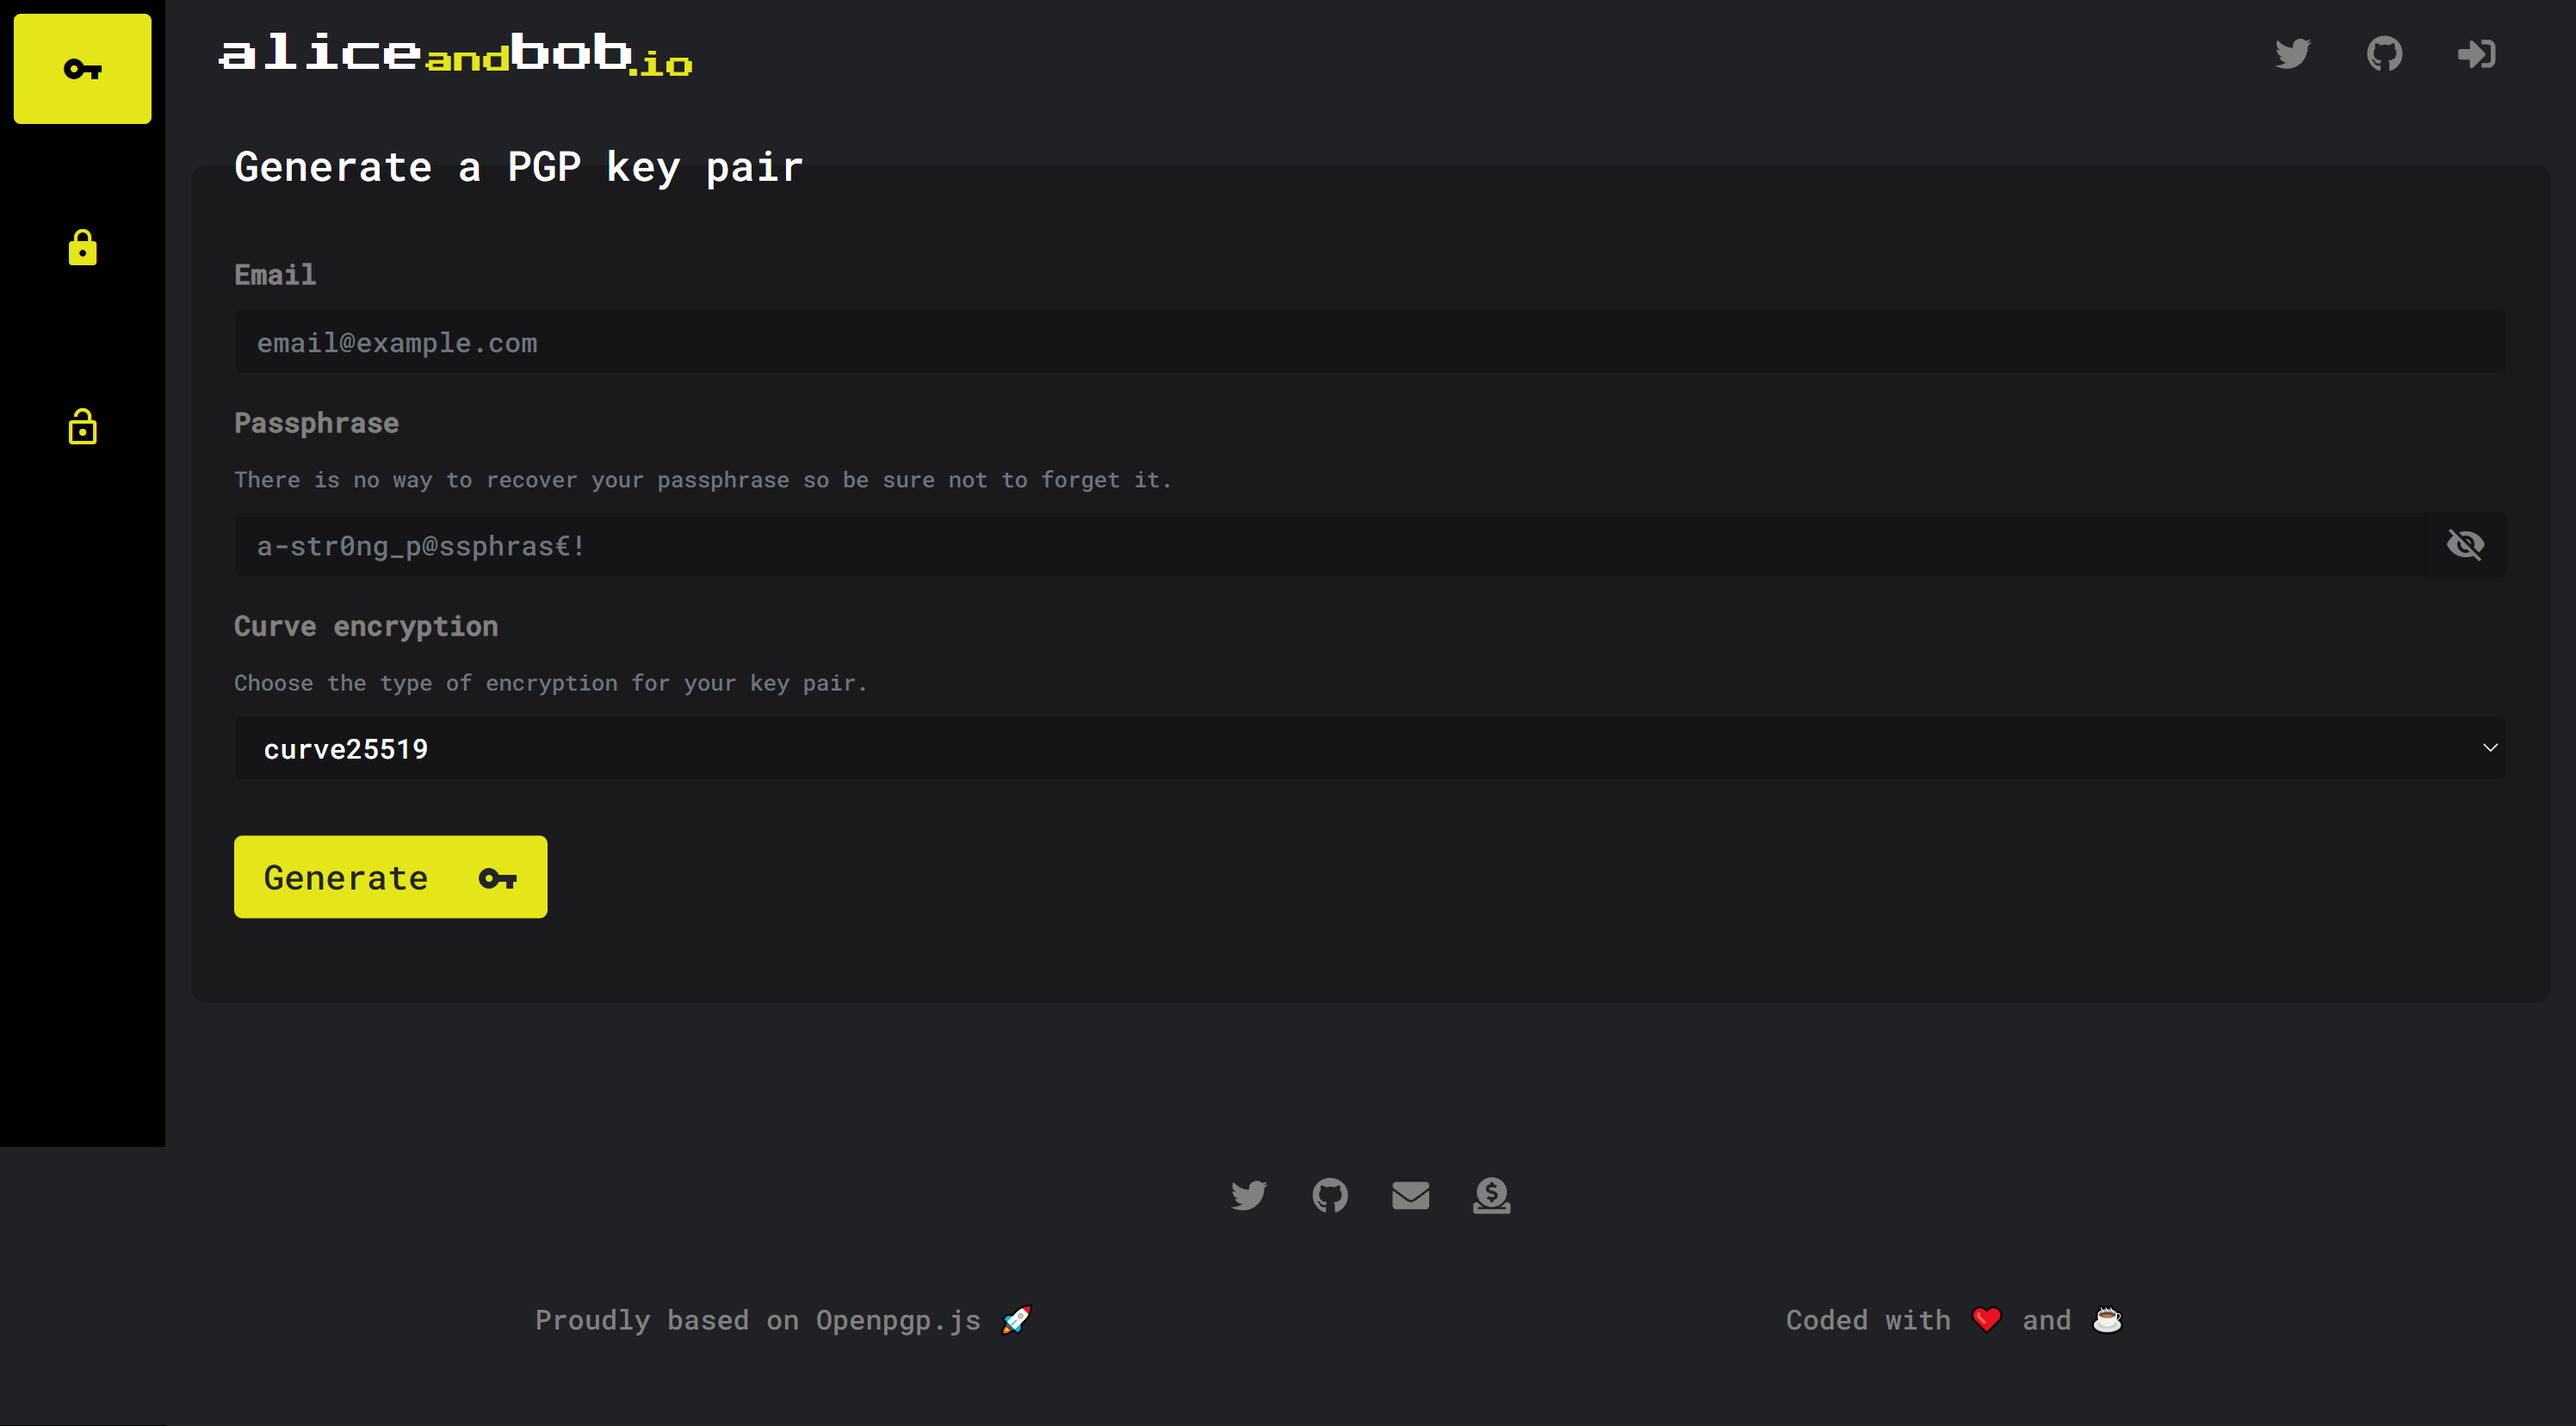 aliceandbob.io
Generate a PGP key pair
Email
email@example.com
Passphrase
There is no way to recover your passphrase so be sure not to forget it.
a-str0ng_p@ssphras€!
Curve encryption
Choose the type of encryption for your key pair.
curve25519
Generate
Proudly based on Openpgp.js 🚀
Coded with ❤️ and ☕